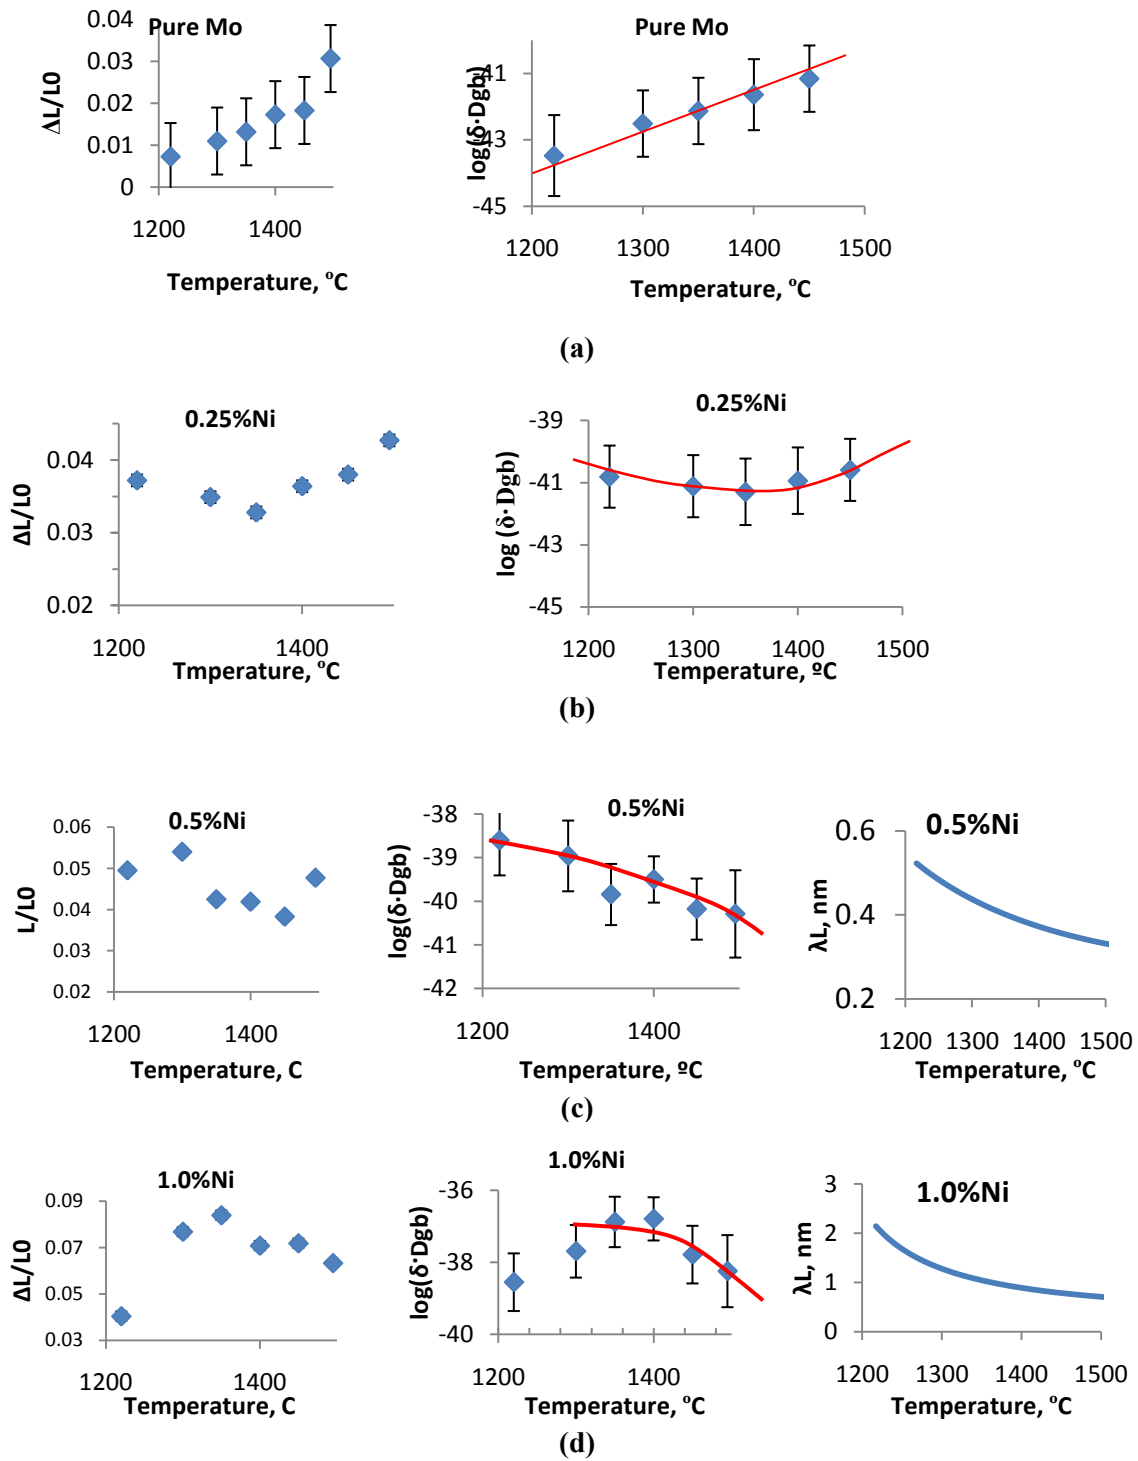 Pure Mo
ΔL/L0
0.04
0.03
0.02
0.01
0
1200 1400
Temperature, ºC
Pure Mo
log(δ·Dgb)
-41
-43
-45
1200 1300 1400 1500
Temperature, ºC
(a)
0.25%Ni
ΔL/L0
0.04
0.03
0.02
1200 1400
Tmperature, ºC
0.25%Ni
log (δ· Dgb)
-39
-41
-43
-45
1200 1300 1400 1500
Temperature, ºC
(b)
0.5%Ni
L/L0
0.06
0.05
0.04
0.03
0.02
1200 1400
Temperature, C
0.5%Ni
log(δ·Dgb)
-38
-39
-40
-41
-42
1200 1400
Temperature, ºC
0.5%Ni
λL, nm
0.6
0.4
0.2
1200 1300 1400 1500
Temperature, ºC
(c)
1.0%Ni
ΔL/L0
0.09
0.07
0.05
0.03
1200 1400
Temperature, C
1.0%Ni
log(δ·Dgb)
-36
-38
-40
1200 1400
Temperature, ºC
1.0%Ni
λL, nm
3
2
1
0
1200 1300 1400 1500
Temperature, ºC
(d)